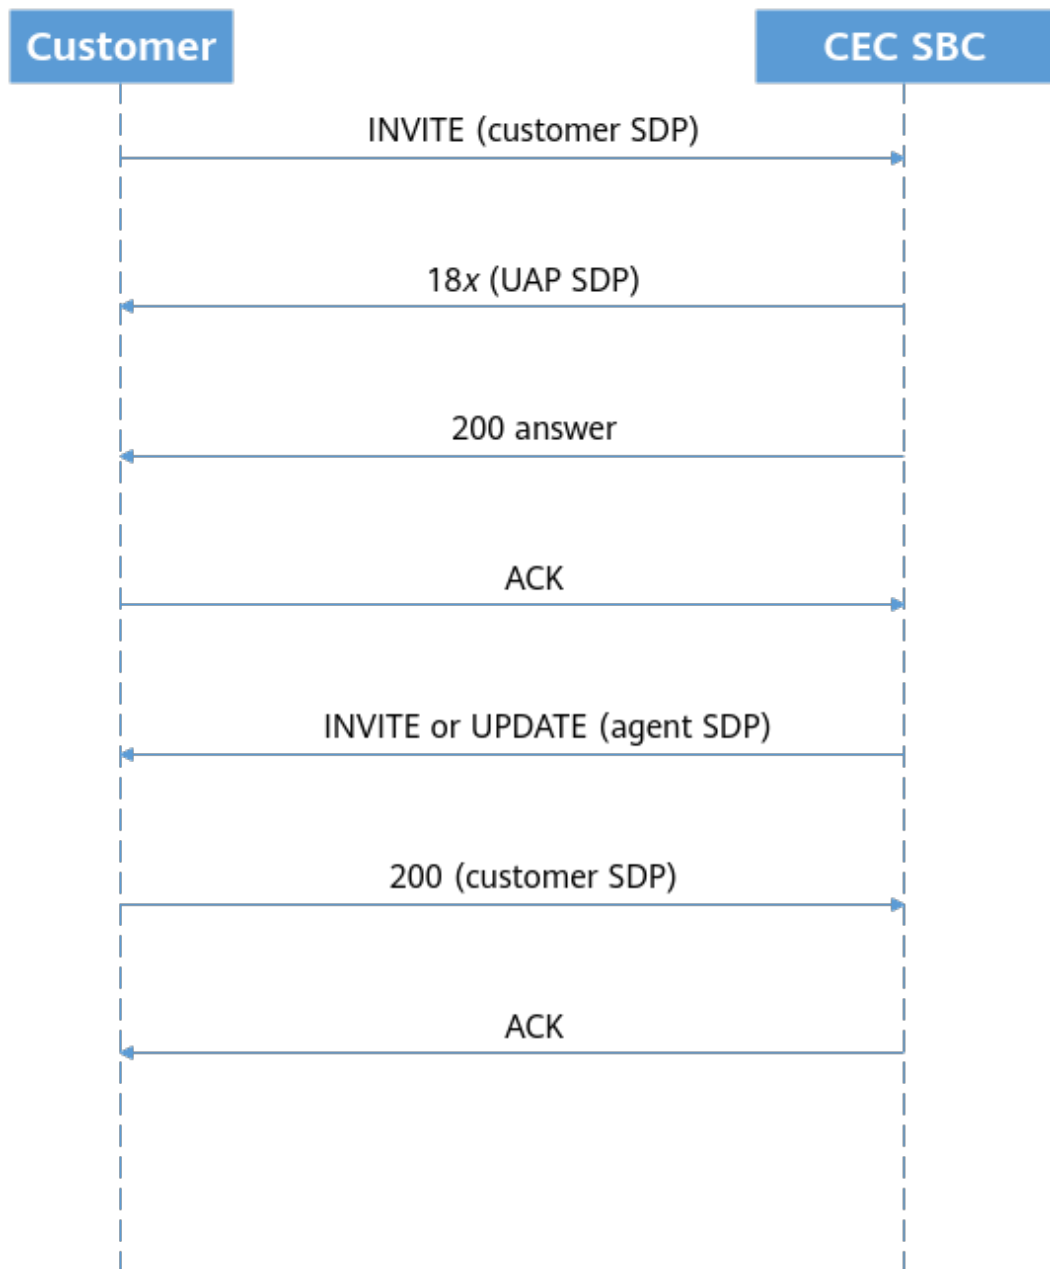 Customer
CEC SBC
INVITE (customer SDP)
18x (UAP SDP)
200 answer
ACK
INVITE or UPDATE (agent SDP)
200 (customer SDP)
ACK